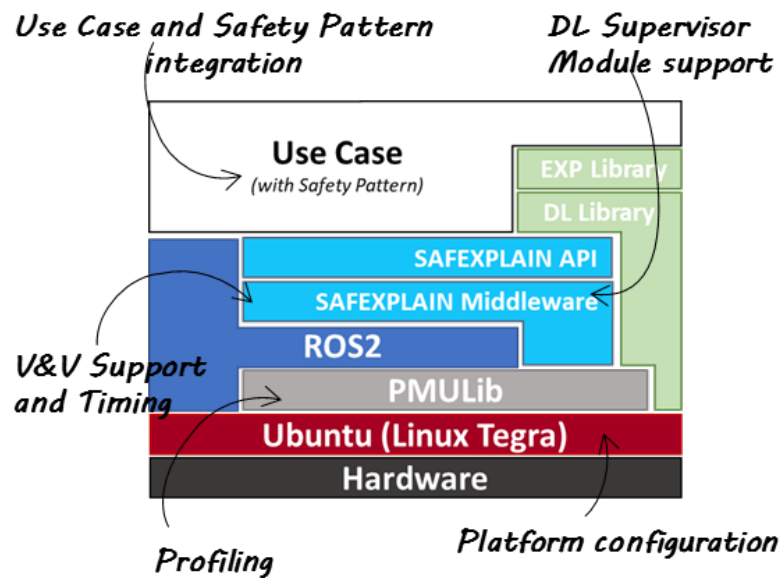 Use Case and Safety Pattern
integration
DL Supervisor
Module support
Use Case
(with Safety Pattern)
EXP Library
DL Library
SAFEXPLAIN API
SAFEXPLAIN Middleware
ROS2
V&V Support
and Timing
PMULib
Ubuntu (Linux Tegra)
Hardware
Profiling
Platform configuration